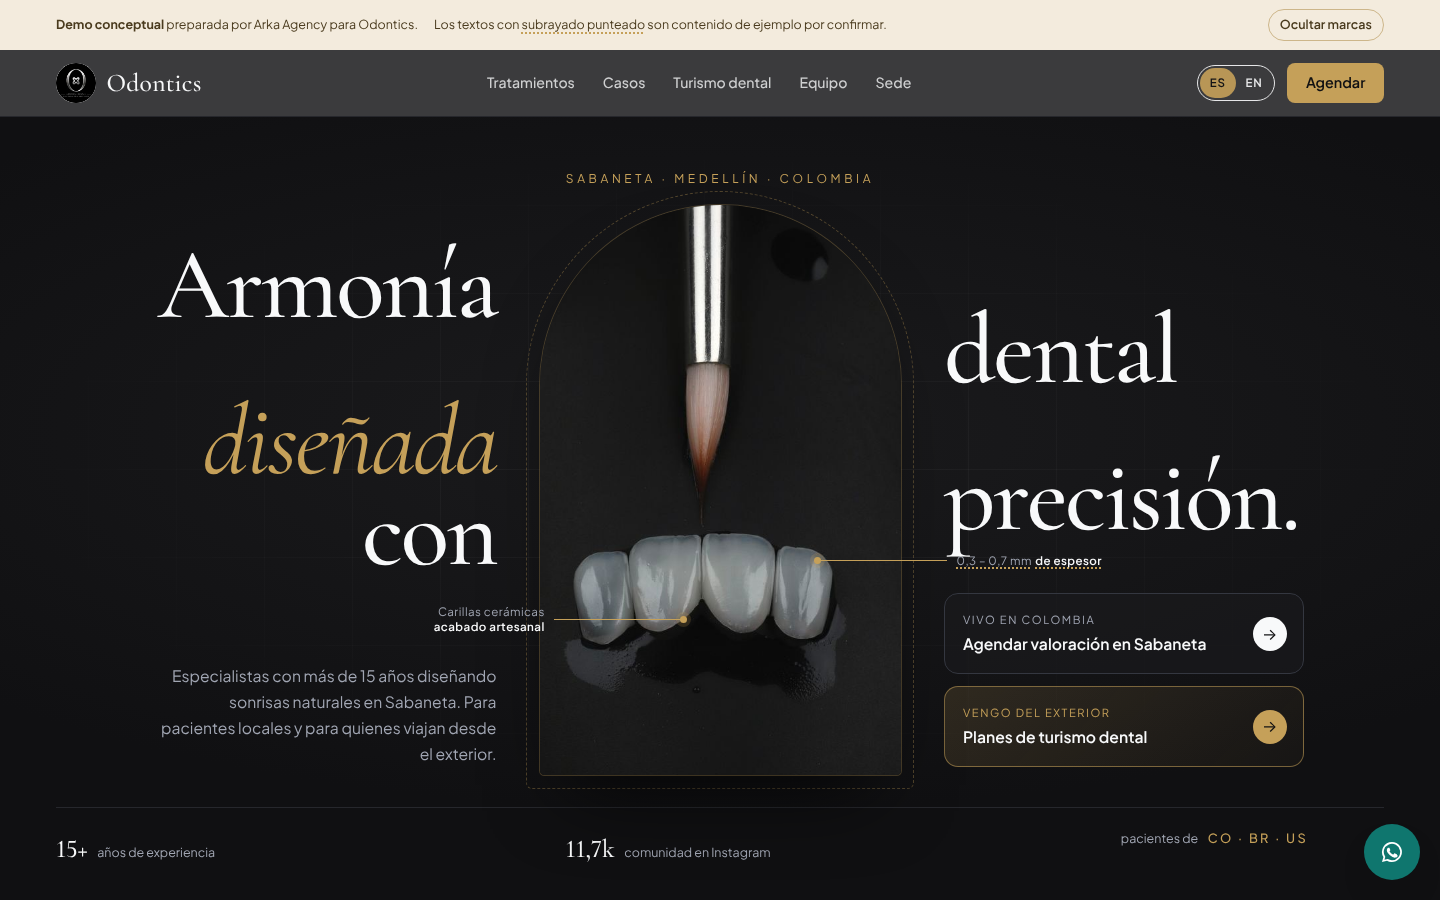 Demo conceptual preparada por Arka Agency para Odontics. Los textos con subrayado punteado son contenido de ejemplo por confirmar.
Ocultar marcas
Odontics
Tratamientos
Casos
Turismo dental
Equipo
Sede
ES
EN
Agendar
SABANETA · MEDELLÍN · COLOMBIA
Armonía
dental
diseñada
con
precisión.
0,3 – 0,7 mm de espesor
Carillas cerámicas
acabado artesanal
Especialistas con más de 15 años diseñando
sonrisas naturales en Sabaneta. Para
pacientes locales y para quienes viajan desde
el exterior.
VIVO EN COLOMBIA
Agendar valoración en Sabaneta
VENGO DEL EXTERIOR
Planes de turismo dental
15+ años de experiencia
11,7k comunidad en Instagram
pacientes de CO · BR · US